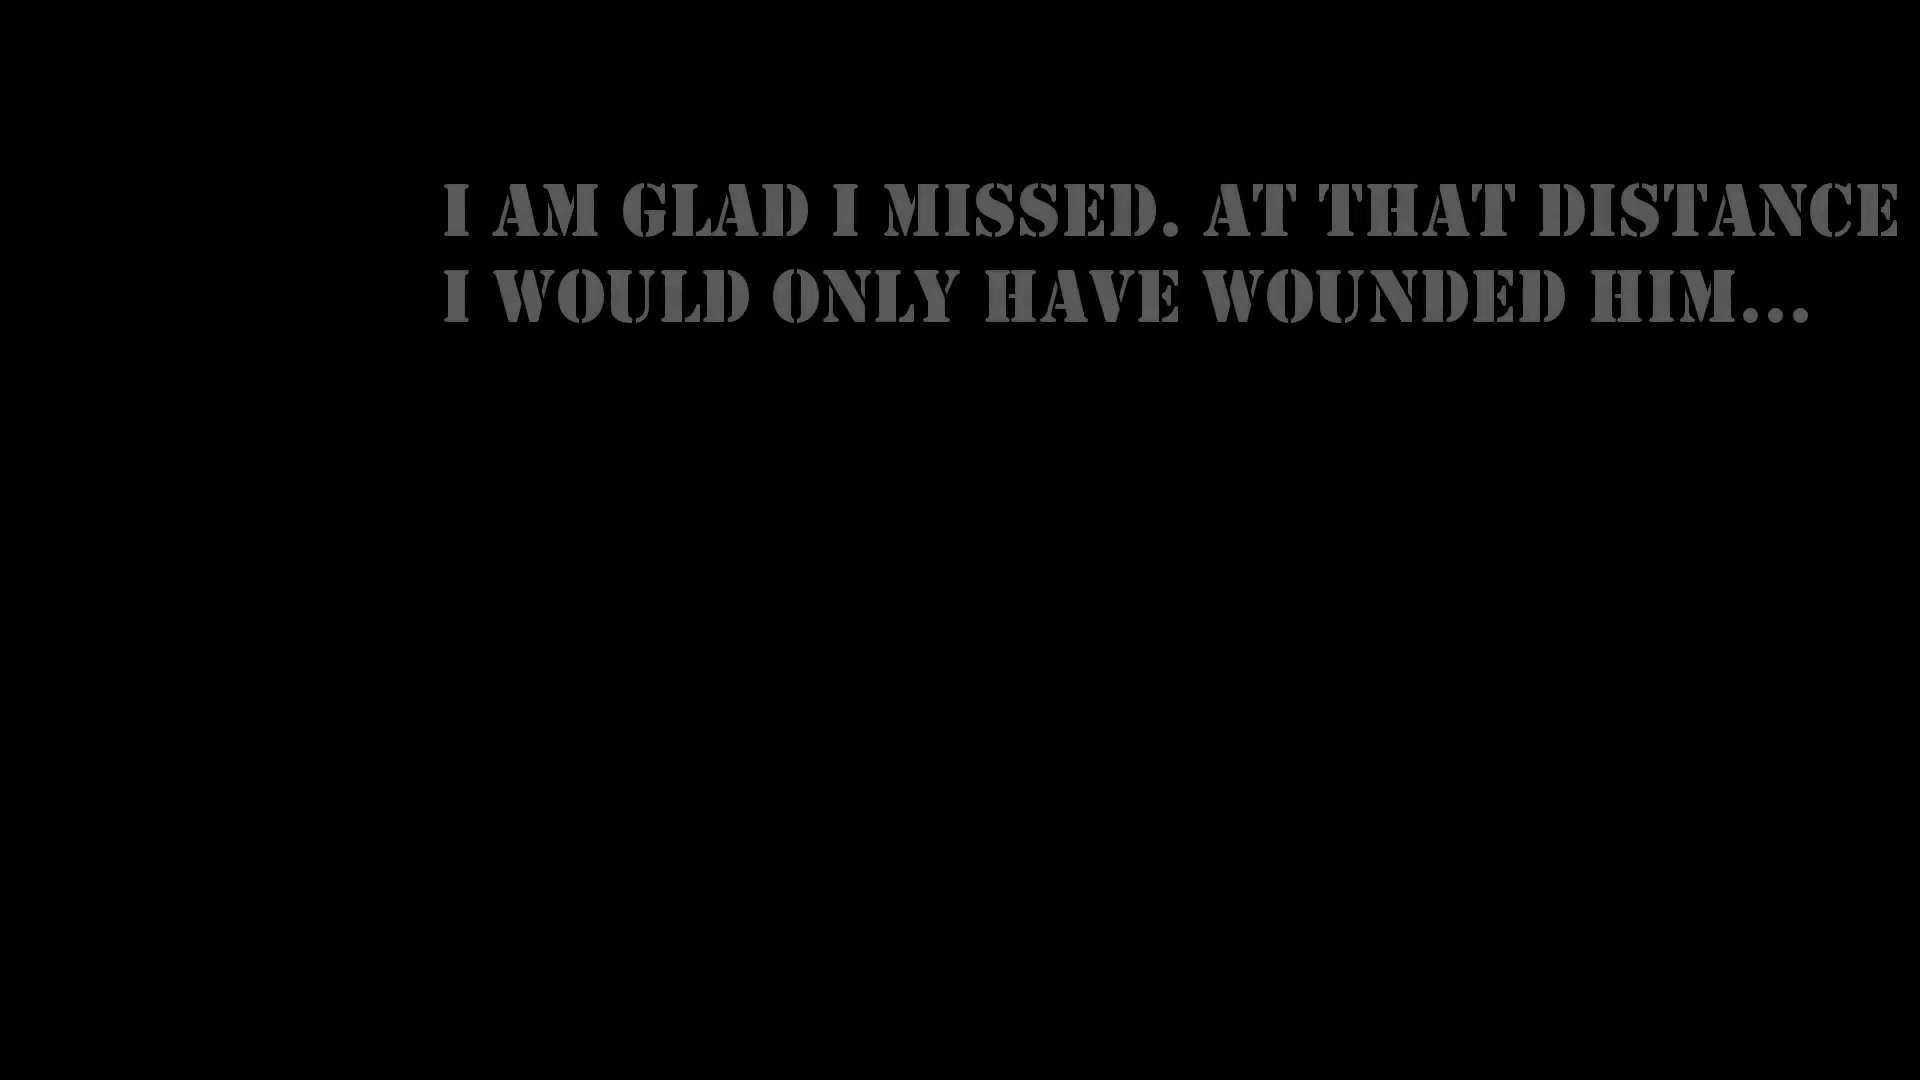 I AM GLAD I MISSED. AT THAT DISTANCE
I WOULD ONLY HAVE WOUNDED HIM...